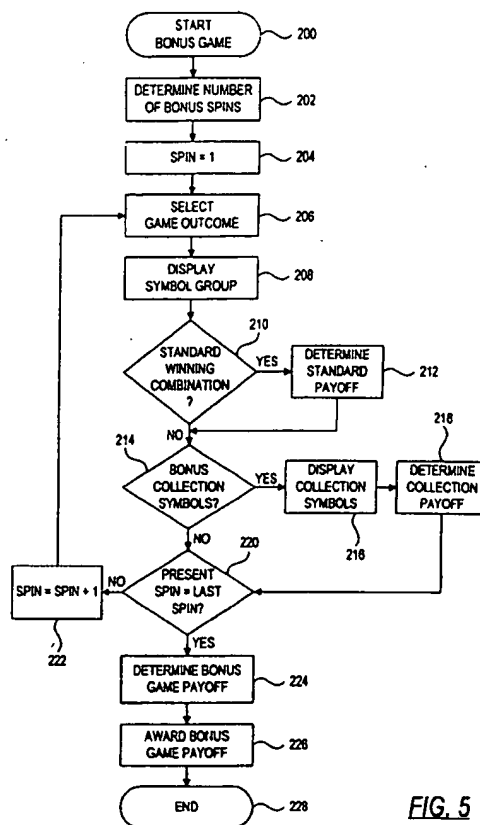 START
BONUS GAME
200
DETERMINE NUMBER
OF BONUS SPINS
202
SPIN = 1
204
SELECT
GAME OUTCOME
206
DISPLAY
SYMBOL GROUP
208
210
STANDARD
WINNING
COMBINATION
?
YES
DETERMINE
STANDARD
PAYOFF
212
NO
214
BONUS
COLLECTION
SYMBOLS?
YES
DISPLAY
COLLECTION
SYMBOLS
216
218
DETERMINE
COLLECTION
PAYOFF
NO
220
PRESENT
SPIN = LAST
SPIN?
NO
SPIN = SPIN + 1
222
YES
DETERMINE BONUS
GAME PAYOFF
224
AWARD BONUS
GAME PAYOFF
226
END
228
FIG. 5